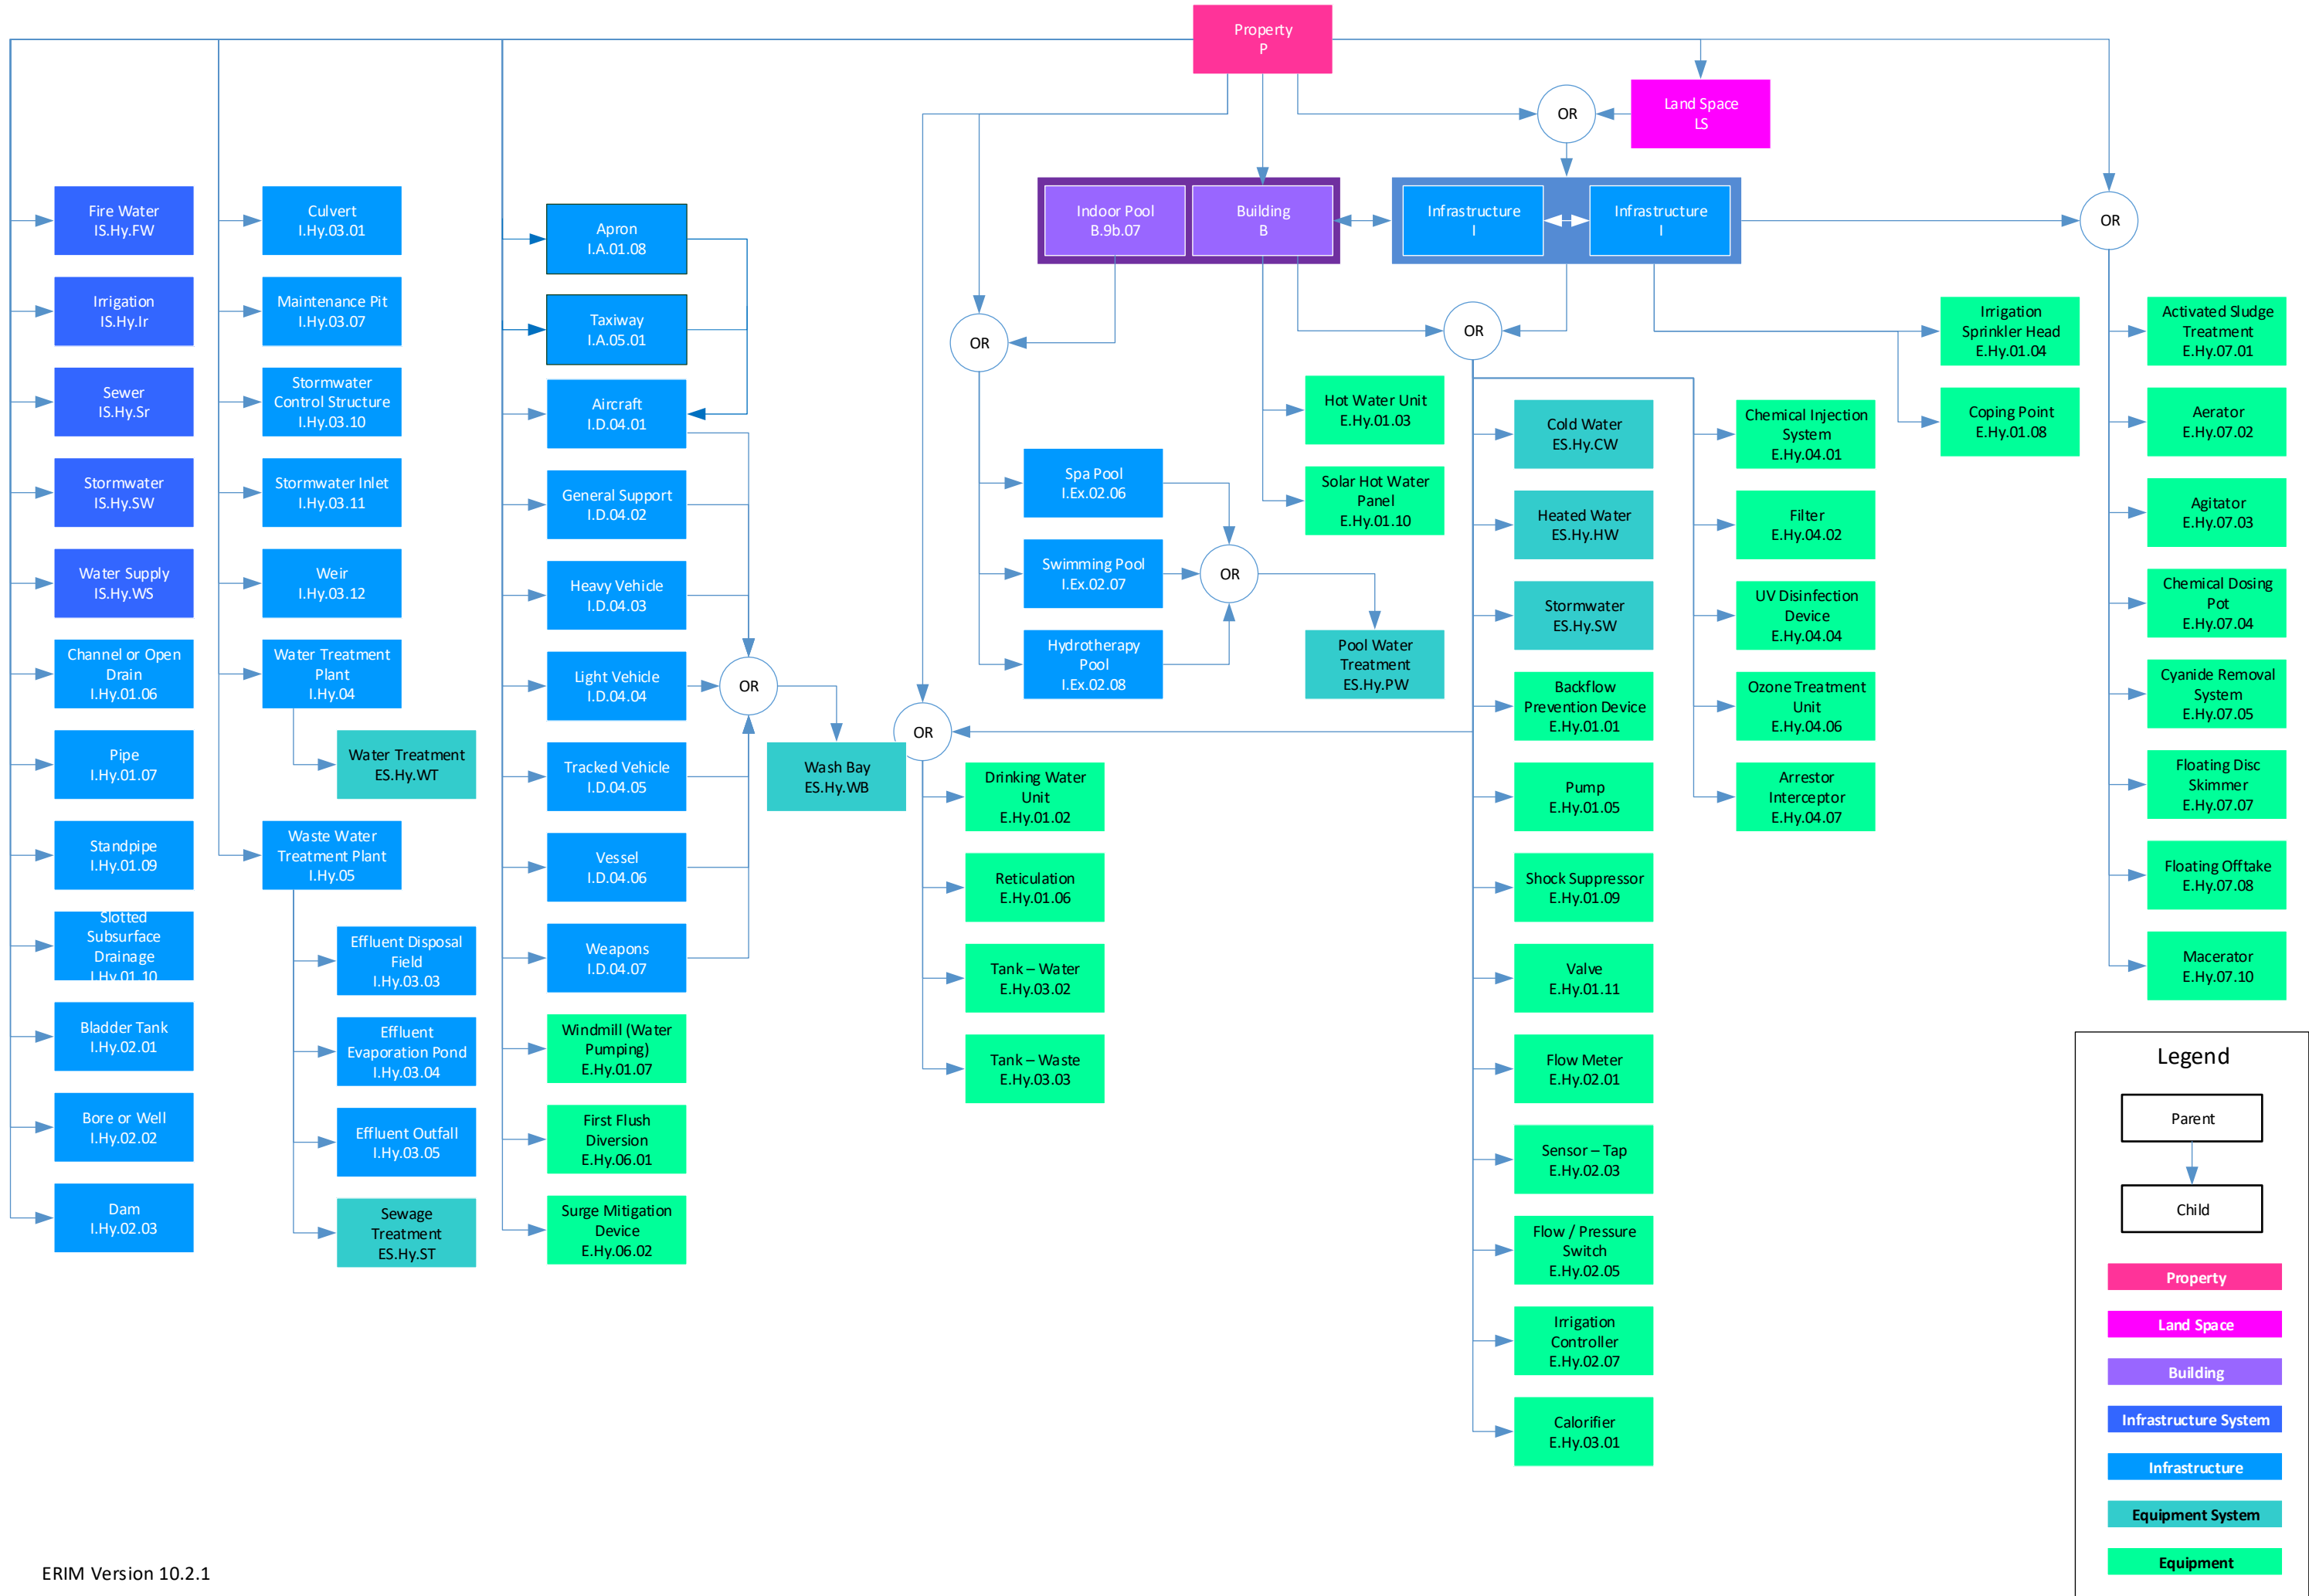 Property
P
Land Space
LS
OR
Indoor Pool
B.9b.07
Building
B
Infrastructure
I
Infrastructure
I
OR
Fire Water
IS.Hy.FW
Irrigation
IS.Hy.Ir
Sewer
IS.Hy.Sr
Stormwater
IS.Hy.SW
Water Supply
IS.Hy.WS
Channel or Open
Drain
I.Hy.01.06
Pipe
I.Hy.01.07
Standpipe
I.Hy.01.09
Slotted
Subsurface
Drainage
I.Hy.01.10
Bladder Tank
I.Hy.02.01
Bore or Well
I.Hy.02.02
Dam
I.Hy.02.03
Culvert
I.Hy.03.01
Maintenance Pit
I.Hy.03.07
Stormwater
Control Structure
I.Hy.03.10
Stormwater Inlet
I.Hy.03.11
Weir
I.Hy.03.12
Water Treatment
Plant
I.Hy.04
Water Treatment
ES.Hy.WT
Waste Water
Treatment Plant
I.Hy.05
Effluent Disposal
Field
I.Hy.03.03
Effluent
Evaporation Pond
I.Hy.03.04
Effluent Outfall
I.Hy.03.05
Sewage
Treatment
ES.Hy.ST
Apron
I.A.01.08
Taxiway
I.A.05.01
Aircraft
I.D.04.01
General Support
I.D.04.02
Heavy Vehicle
I.D.04.03
Light Vehicle
I.D.04.04
Tracked Vehicle
I.D.04.05
Vessel
I.D.04.06
Weapons
I.D.04.07
Windmill (Water
Pumping)
E.Hy.01.07
First Flush
Diversion
E.Hy.06.01
Surge Mitigation
Device
E.Hy.06.02
OR
Wash Bay
ES.Hy.WB
OR
Spa Pool
I.Ex.02.06
Swimming Pool
I.Ex.02.07
Hydrotherapy
Pool
I.Ex.02.08
OR
Pool Water
Treatment
ES.Hy.PW
OR
Drinking Water
Unit
E.Hy.01.02
Reticulation
E.Hy.01.06
Tank – Water
E.Hy.03.02
Tank – Waste
E.Hy.03.03
Hot Water Unit
E.Hy.01.03
Solar Hot Water
Panel
E.Hy.01.10
OR
Cold Water
ES.Hy.CW
Heated Water
ES.Hy.HW
Stormwater
ES.Hy.SW
Backflow
Prevention Device
E.Hy.01.01
Pump
E.Hy.01.05
Shock Suppressor
E.Hy.01.09
Valve
E.Hy.01.11
Flow Meter
E.Hy.02.01
Sensor – Tap
E.Hy.02.03
Flow / Pressure
Switch
E.Hy.02.05
Irrigation
Controller
E.Hy.02.07
Calorifier
E.Hy.03.01
Chemical Injection
System
E.Hy.04.01
Filter
E.Hy.04.02
UV Disinfection
Device
E.Hy.04.04
Ozone Treatment
Unit
E.Hy.04.06
Arrestor
Interceptor
E.Hy.04.07
Irrigation
Sprinkler Head
E.Hy.01.04
Coping Point
E.Hy.01.08
Activated Sludge
Treatment
E.Hy.07.01
Aerator
E.Hy.07.02
Agitator
E.Hy.07.03
Chemical Dosing
Pot
E.Hy.07.04
Cyanide Removal
System
E.Hy.07.05
Floating Disc
Skimmer
E.Hy.07.07
Floating Offtake
E.Hy.07.08
Macerator
E.Hy.07.10
Legend
Parent
Child
Property
Land Space
Building
Infrastructure System
Infrastructure
Equipment System
Equipment
ERIM Version 10.2.1